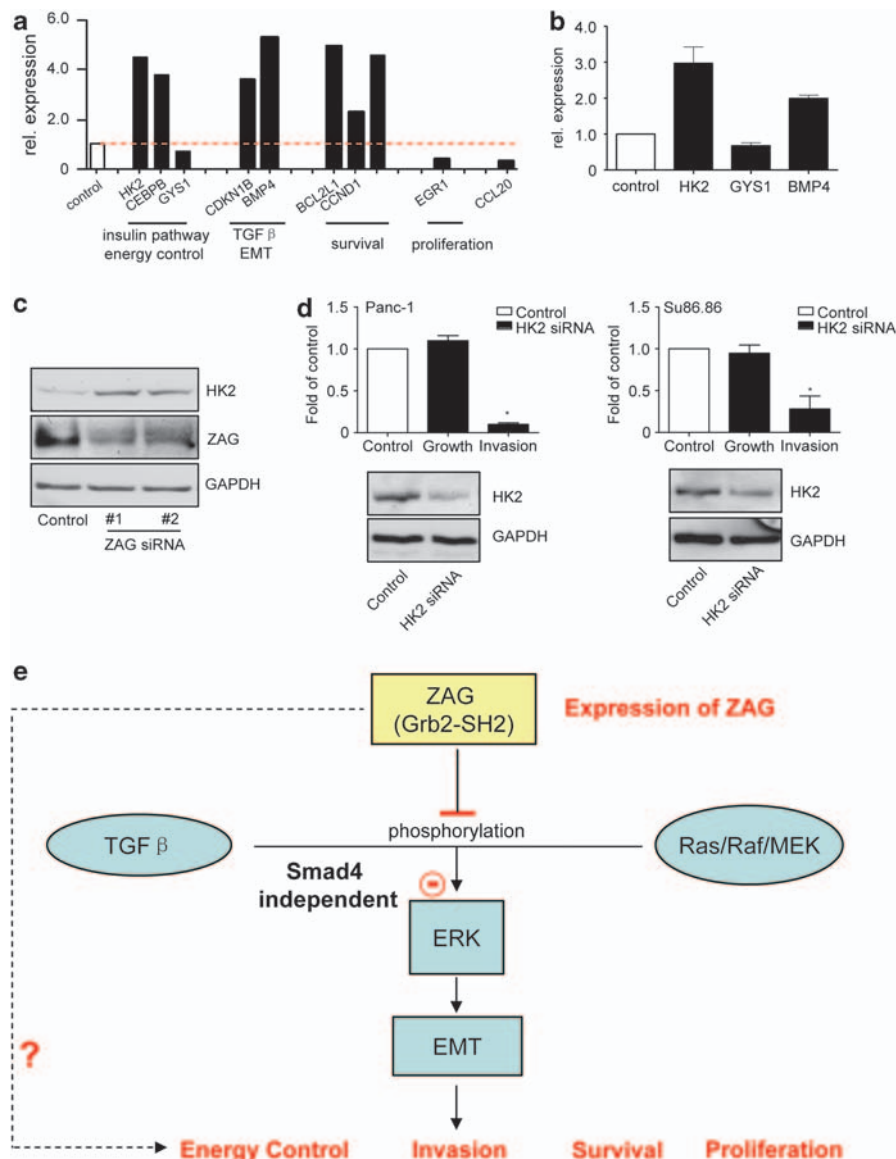 a
rel. expression
6.0
4.0
2.0
0
control
HK2
CEBPB
GYS1
CDKN1B
BMP4
BCL2L1
CCND1
EGR1
CCL20
insulin pathway
energy control
TGF β
EMT
survival
proliferation
b
rel. expression
4.0
3.0
2.0
1.0
0
control
HK2
GYS1
BMP4
c
HK2
ZAG
GAPDH
Control
#1
#2
ZAG siRNA
d
Fold of control
1.5
1.0
0.5
0
Panc-1
Control
HK2 siRNA
*
Control
Growth
Invasion
HK2
GAPDH
Control
HK2 siRNA
Fold of control
1.5
1.0
0.5
0
Su86.86
Control
HK2 siRNA
*
Control
Growth
Invasion
HK2
GAPDH
Control
HK2 siRNA
e
ZAG
(Grb2-SH2)
Expression of ZAG
TGF β
phosphorylation
Ras/Raf/MEK
Smad4
independent
ERK
EMT
?
Energy Control
Invasion
Survival
Proliferation